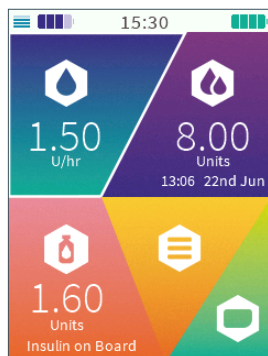 15:30
1.50
U/hr
8.00
Units
13:06 22nd Jun
1.60
Units
Insulin on Board